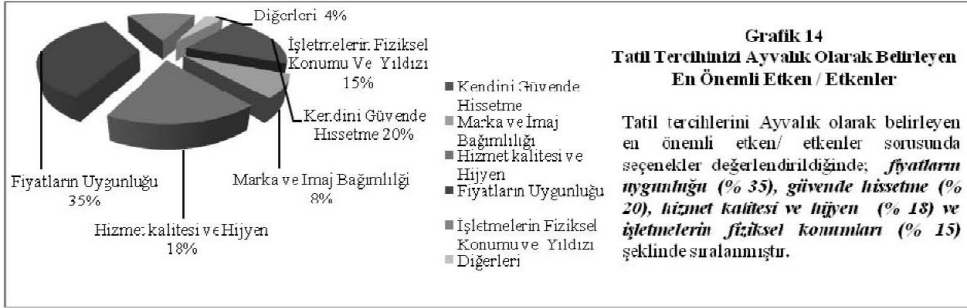 Diğerleri 4%
İşletmelerin Fiziksel
Konumu Ve Yıldızı
15%
Kendini Güvende
Hissetme 20%
Fiyatların Uygunluğu
35%
Marka ve İmaj Bağımlılği
8%
Hizmet kalitesi ve Hijyen
18%
Kendini Güvende
Hissetme
Marka ve İmaj
Bağımlılığı
Hizmet kalitesi ve
Hijyen
Fiyatların Uygunluğu
İşletmelerin Fiziksel
Konumu ve Yıldızı
Diğerleri
Grafik 14
Tatil Tercihinizi Ayvalık Olarak Belirleyen
En Önemli Etken / Etkenler
Tatil tercihlerini Ayvalık olarak belirleyen
en önemli etken/ etkenler sorusunda
seçenekler değerlendirildiğinde; fiyatların
uygunluğu (% 35), güvende hissetme (%
20), hizmet kalitesi ve hijyen (% 18) ve
işletmelerin fiziksel konumları (% 15)
şeklinde sıralanmıştır.